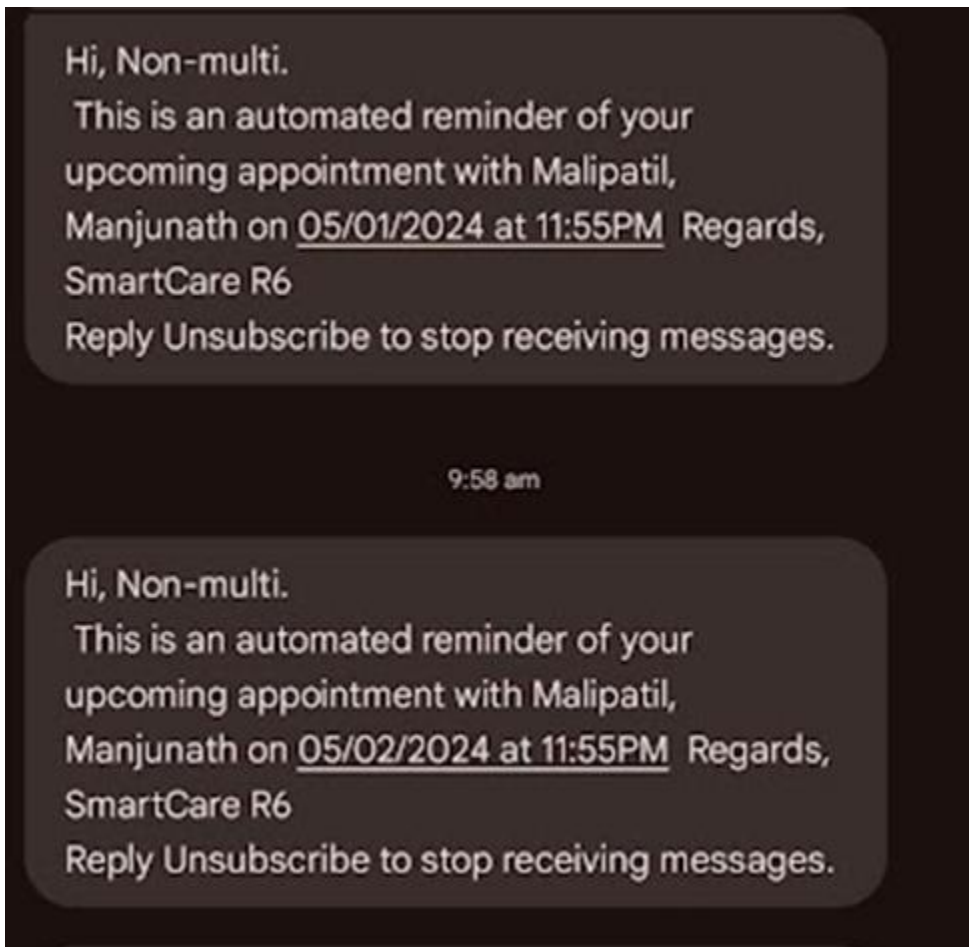 Hi, Non-multi.
This is an automated reminder of your
upcoming appointment with Malipatil,
Manjunath on 05/01/2024 at 11:55PM Regards,
SmartCare R6
Reply Unsubscribe to stop receiving messages.
9:58 am
Hi, Non-multi.
This is an automated reminder of your
upcoming appointment with Malipatil,
Manjunath on 05/02/2024 at 11:55PM Regards,
SmartCare R6
Reply Unsubscribe to stop receiving messages.